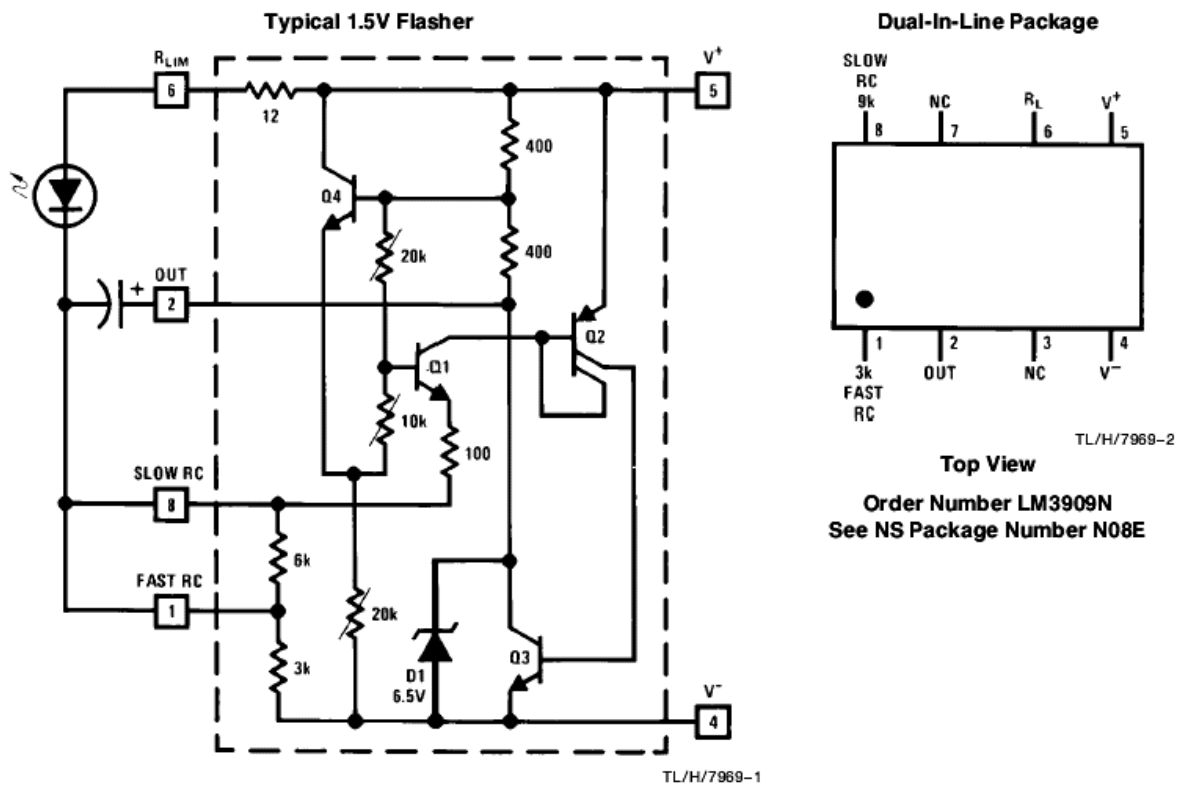 Typical 1.5V Flasher
R_LIM
6
12
V+
5
400
Q4
20k
400
OUT
+
2
Q2
Q1
10k
100
SLOW RC
8
6k
FAST RC
1
20k
3k
D1
6.5V
Q3
V-
4
TL/H/7969–1
Dual-In-Line Package
SLOW
RC
9k
NC
R_L
V+
8
7
6
5
1
2
3
4
3k
FAST
RC
OUT
NC
V-
TL/H/7969–2
Top View
Order Number LM3909N
See NS Package Number N08E